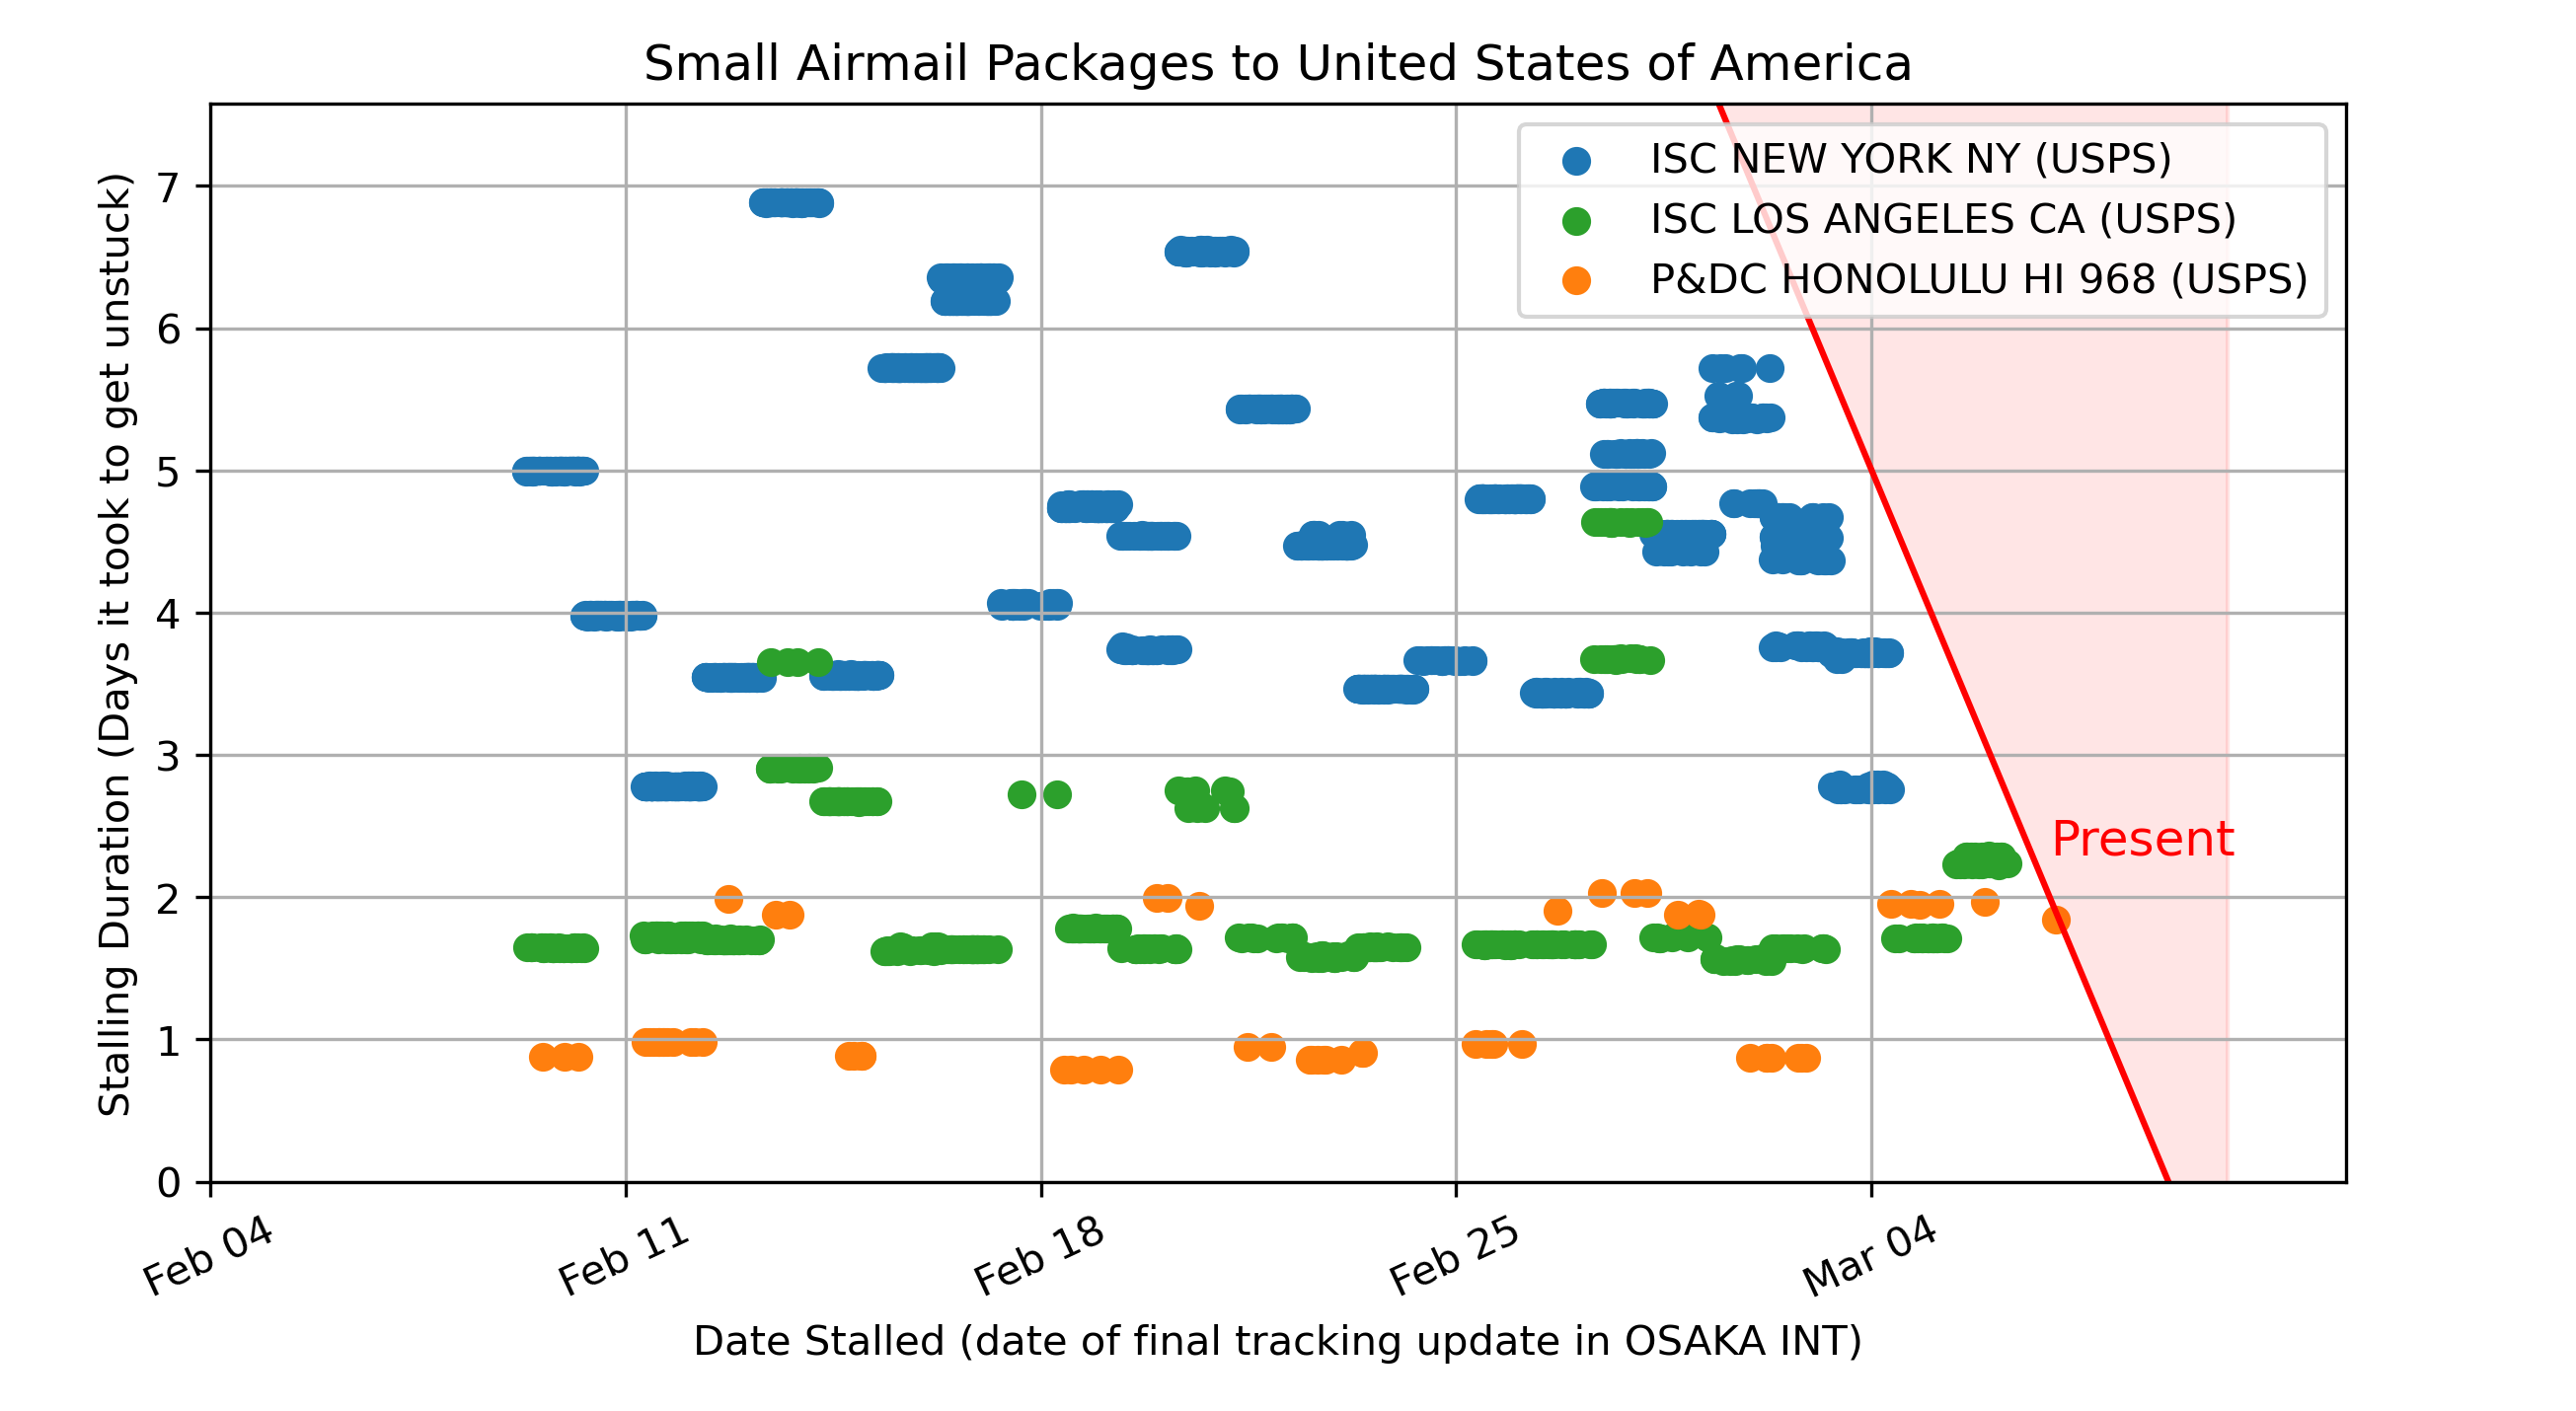 Small Airmail Packages to United States of America
Stalling Duration (Days it took to get unstuck)
7
6
5
4
3
2
1
0
ISC NEW YORK NY (USPS)
ISC LOS ANGELES CA (USPS)
P&DC HONOLULU HI 968 (USPS)
Present
Feb 04
Feb 11
Feb 18
Feb 25
Mar 04
Date Stalled (date of final tracking update in OSAKA INT)